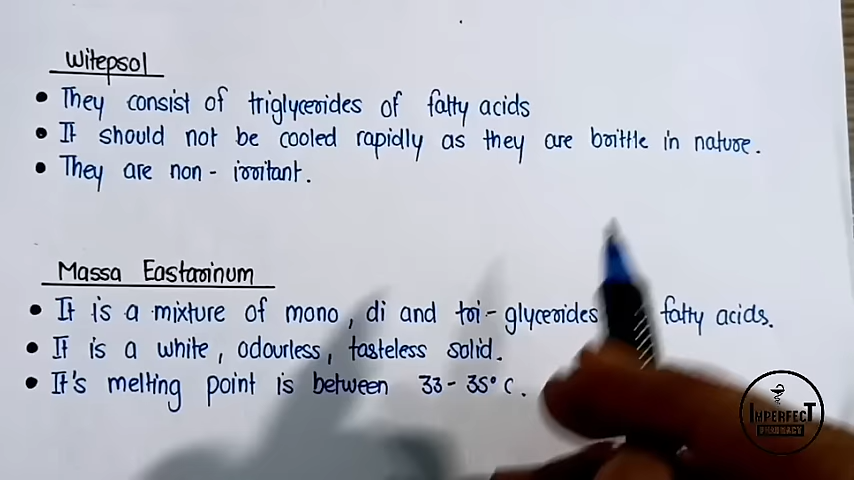 Witepsol
• They consist of triglycerides of fatty acids
• It should not be cooled rapidly as they are brittle in nature.
• They are non-irritant.
Massa Eastarinum
• It is a mixture of mono, di and tri-glycerides fatty acids.
• It is a white, odourless, tasteless solid.
• It's melting point is between 33-35° C.
IMPERFECT
PHARMACY